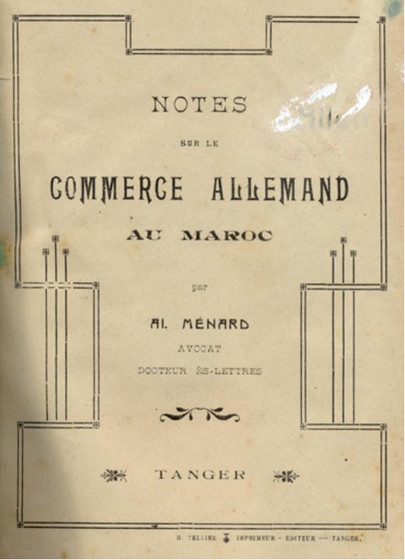 NOTES
SUR LE
COMMERCE ALLEMAND
AU MAROC
par
Al. MÉNARD
AVOCAT
DOCTEUR ÈS-LETTRES
TANGER
H. TELLIER IMPRIMEUR - EDITEUR — TANGER.